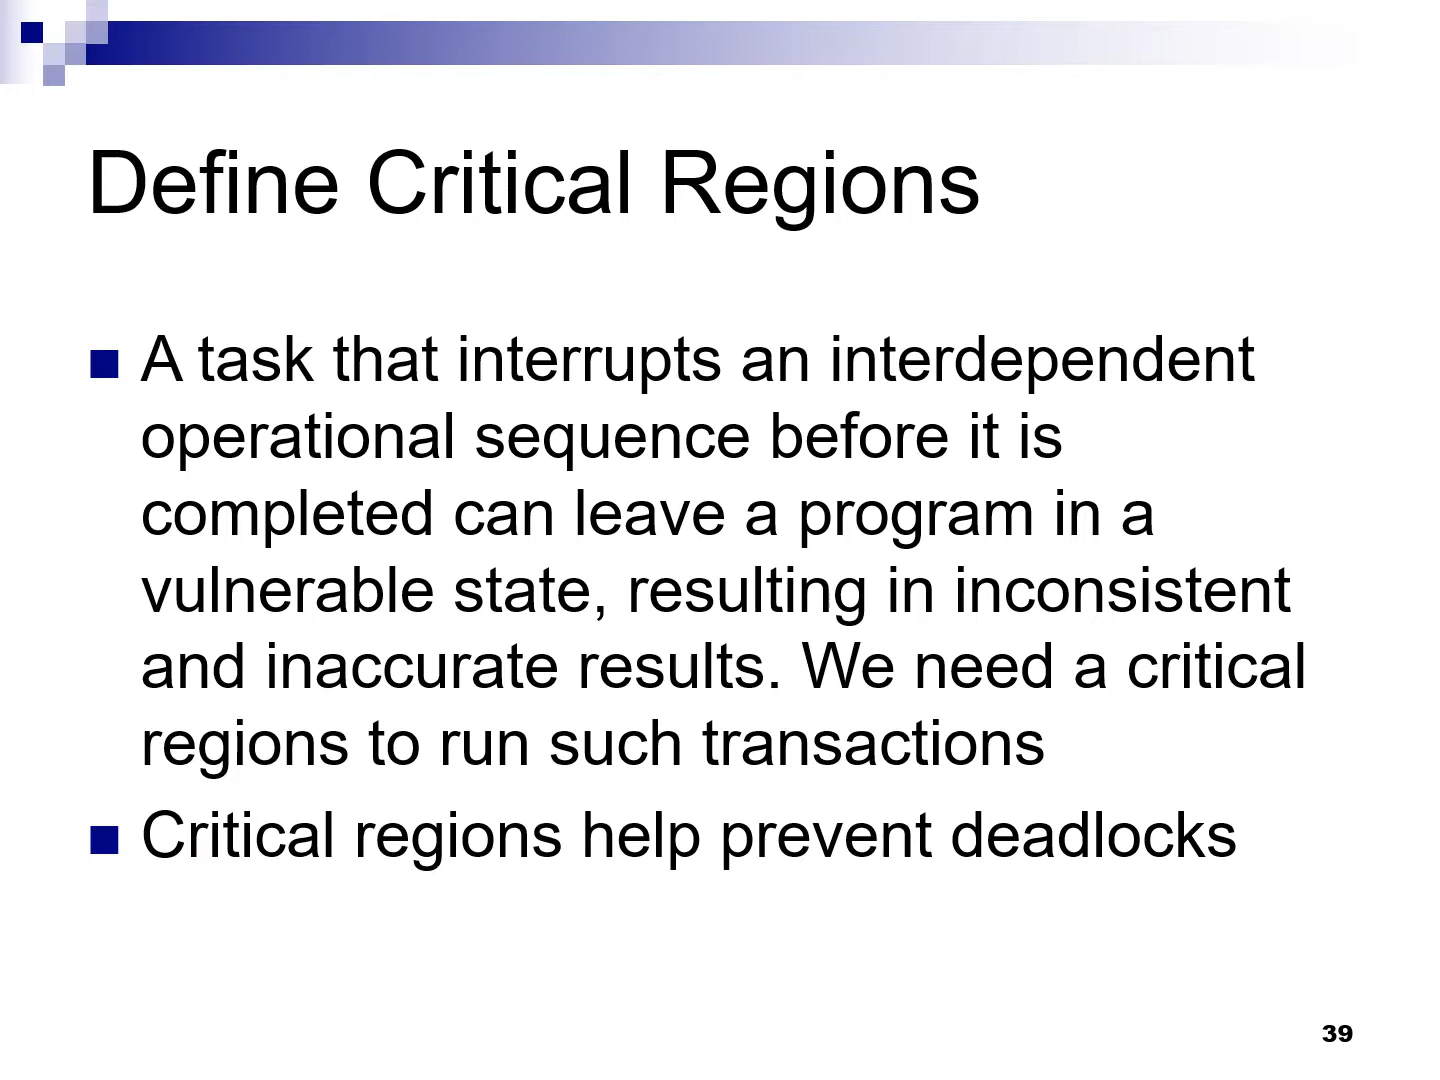 Define Critical Regions
A task that interrupts an interdependent
operational sequence before it is
completed can leave a program in a
vulnerable state, resulting in inconsistent
and inaccurate results. We need a critical
regions to run such transactions
Critical regions help prevent deadlocks
39